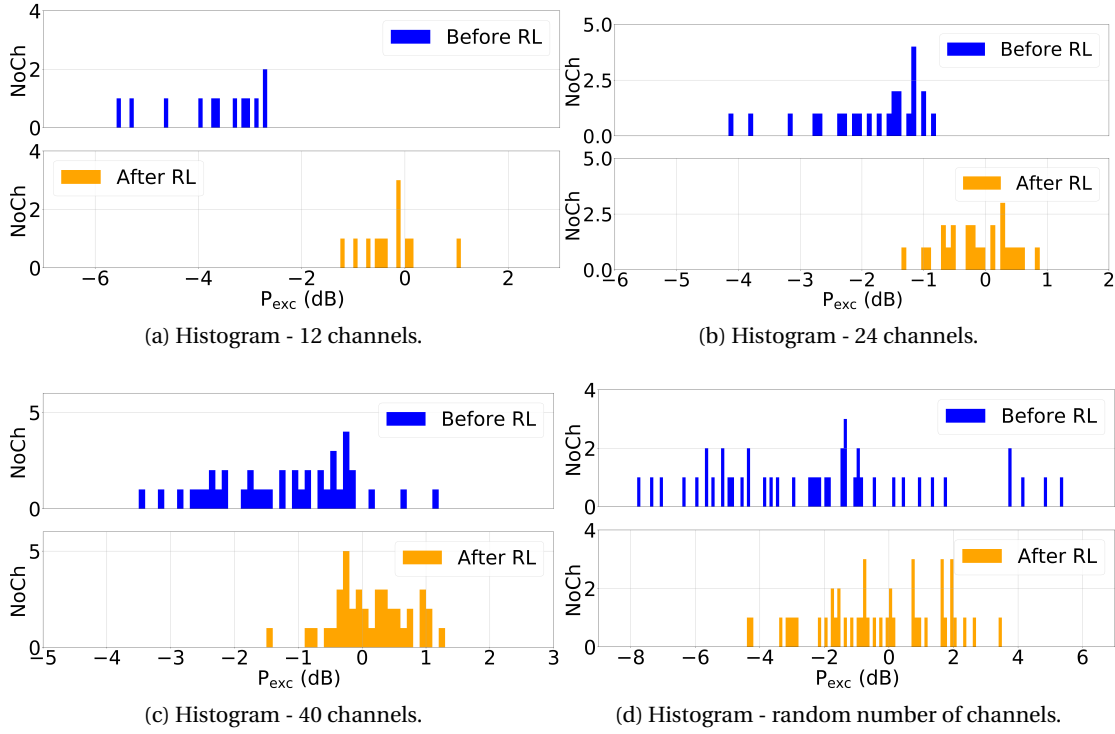 4
2
0
NoCh
Before RL
4
2
0
NoCh
After RL
−6 −4 −2 0 2
P_exc (dB)
(a) Histogram - 12 channels.
5.0
2.5
0.0
NoCh
Before RL
5.0
2.5
0.0
NoCh
After RL
−6 −5 −4 −3 −2 −1 0 1 2
P_exc (dB)
(b) Histogram - 24 channels.
5
0
NoCh
Before RL
5
0
NoCh
After RL
−5 −4 −3 −2 −1 0 1 2 3
P_exc (dB)
(c) Histogram - 40 channels.
4
2
0
NoCh
Before RL
4
2
0
NoCh
After RL
−8 −6 −4 −2 0 2 4 6
P_exc (dB)
(d) Histogram - random number of channels.